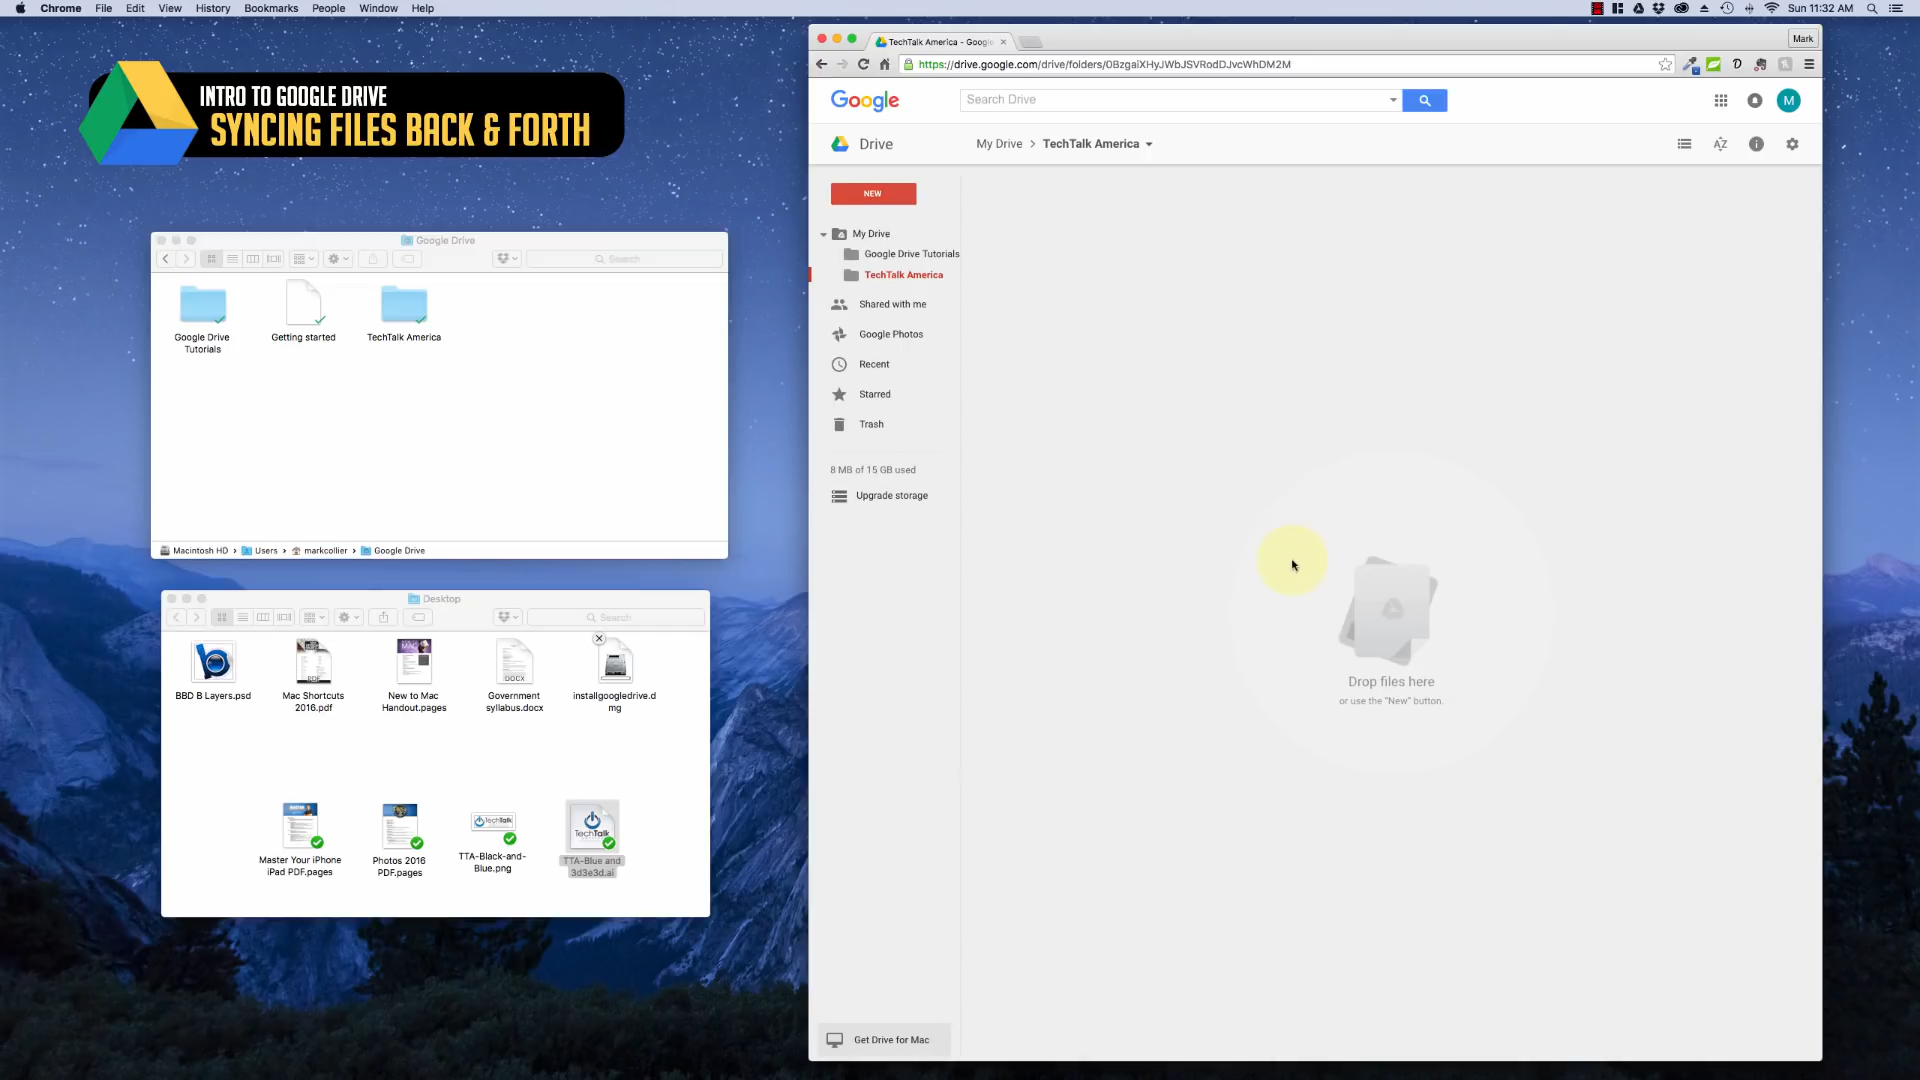 Chrome File Edit View History Bookmarks People Window Help
Sun 11:32 AM
INTRO TO GOOGLE DRIVE
SYNCING FILES BACK & FORTH
Google Drive
Search
Google Drive
Tutorials
Getting started
TechTalk America
Macintosh HD › Users › markcollier › Google Drive
Desktop
Search
BBD B Layers.psd
Mac Shortcuts
2016.pdf
New to Mac
Handout.pages
DOCX
Government
syllabus.docx
installgoogledrive.d
mg
Master Your iPhone
iPad PDF.pages
Photos 2016
PDF.pages
TechTalk
TTA-Black-and-
Blue.png
TechTalk
TTA-Blue and
3d3e3d.ai
TechTalk America - Google
Mark
https://drive.google.com/drive/folders/0BzgaiXHyJWbJSVRodDJvcWhDM2M
Google
Search Drive
M
Drive
My Drive > TechTalk America
NEW
My Drive
Google Drive Tutorials
TechTalk America
Shared with me
Google Photos
Recent
Starred
Trash
8 MB of 15 GB used
Upgrade storage
Drop files here
or use the "New" button.
Get Drive for Mac